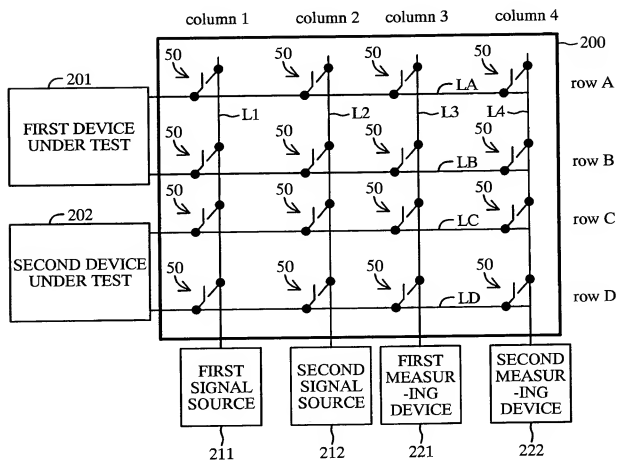 column 1 column 2 column 3 column 4
200
50 50 50 50
201
LA
row A
FIRST DEVICE
UNDER TEST
L1 L2 L3 L4
50 50 50 50
LB
row B
202
50 50 50 50
LC
row C
SECOND DEVICE
UNDER TEST
50 50 50 50
LD
row D
FIRST
SIGNAL
SOURCE
SECOND
SIGNAL
SOURCE
FIRST
MEASUR
-ING
DEVICE
SECOND
MEASUR
-ING
DEVICE
211 212 221 222